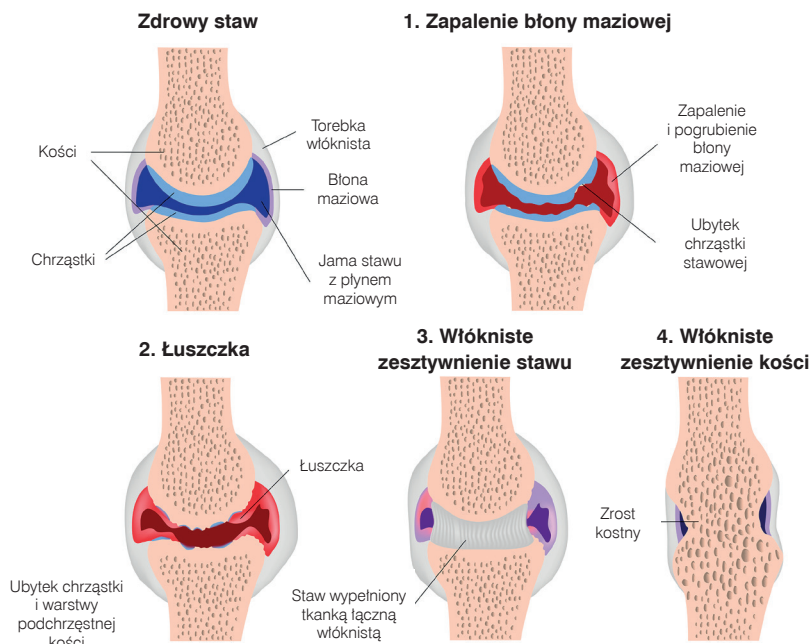 Zdrowy staw
Kości
Chrząstki
Torebka
włóknista
Błona
maziowa
Jama stawu
z płynem
maziowym
1. Zapalenie błony maziowej
Zapalenie
i pogrubienie
błony
maziowej
Ubytek
chrząstki
stawowej
2. Łuszczka
Łuszczka
Ubytek chrząstki
i warstwy
podchrzęstnej
kości
3. Włókniste
zesztywnienie stawu
Staw wypełniony
tkanką łączną
włóknistą
4. Włókniste
zesztywnienie kości
Zrost
kostny